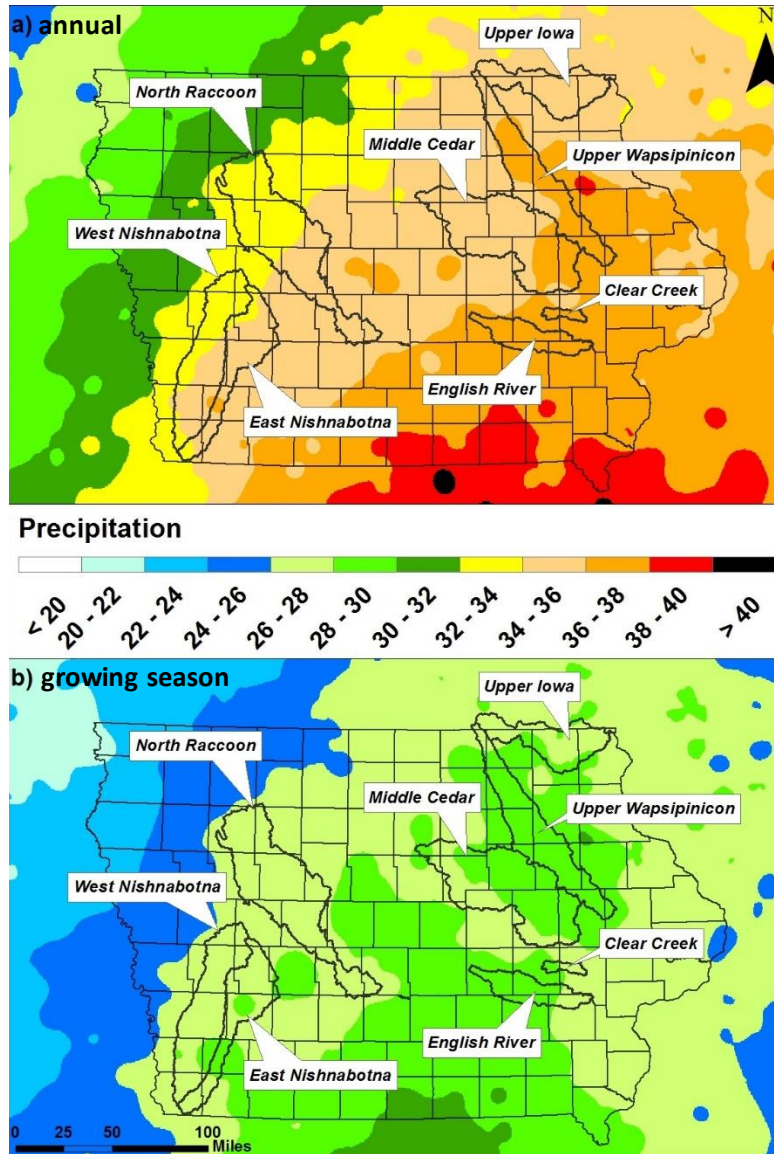 a) annual
N
Upper Iowa
North Raccoon
Middle Cedar
Upper Wapsipinicon
West Nishnabotna
Clear Creek
English River
East Nishnabotna
Precipitation
< 20
20 - 22
22 - 24
24 - 26
26 - 28
28 - 30
30 - 32
32 - 34
34 - 36
36 - 38
38 - 40
> 40
b) growing season
Upper Iowa
North Raccoon
Middle Cedar
Upper Wapsipinicon
West Nishnabotna
Clear Creek
English River
East Nishnabotna
0 25 50 100
Miles